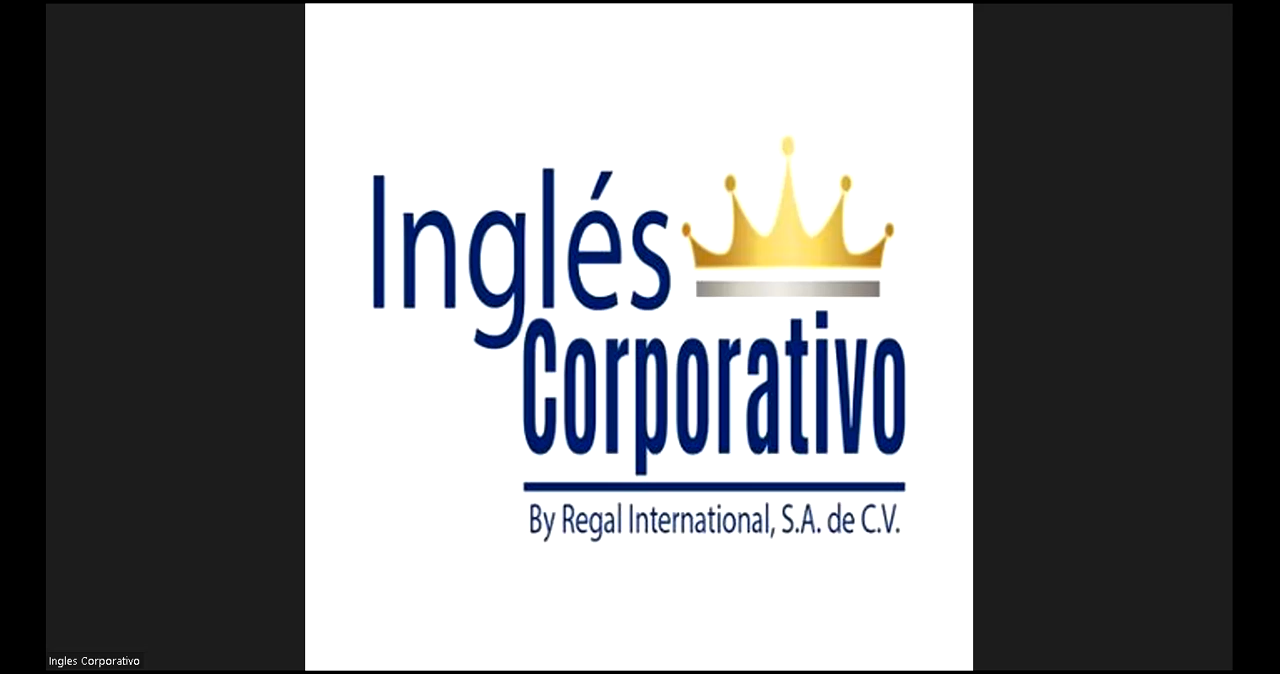 Inglés
Corporativo
By Regal International, S.A. de C.V.
Ingles Corporativo